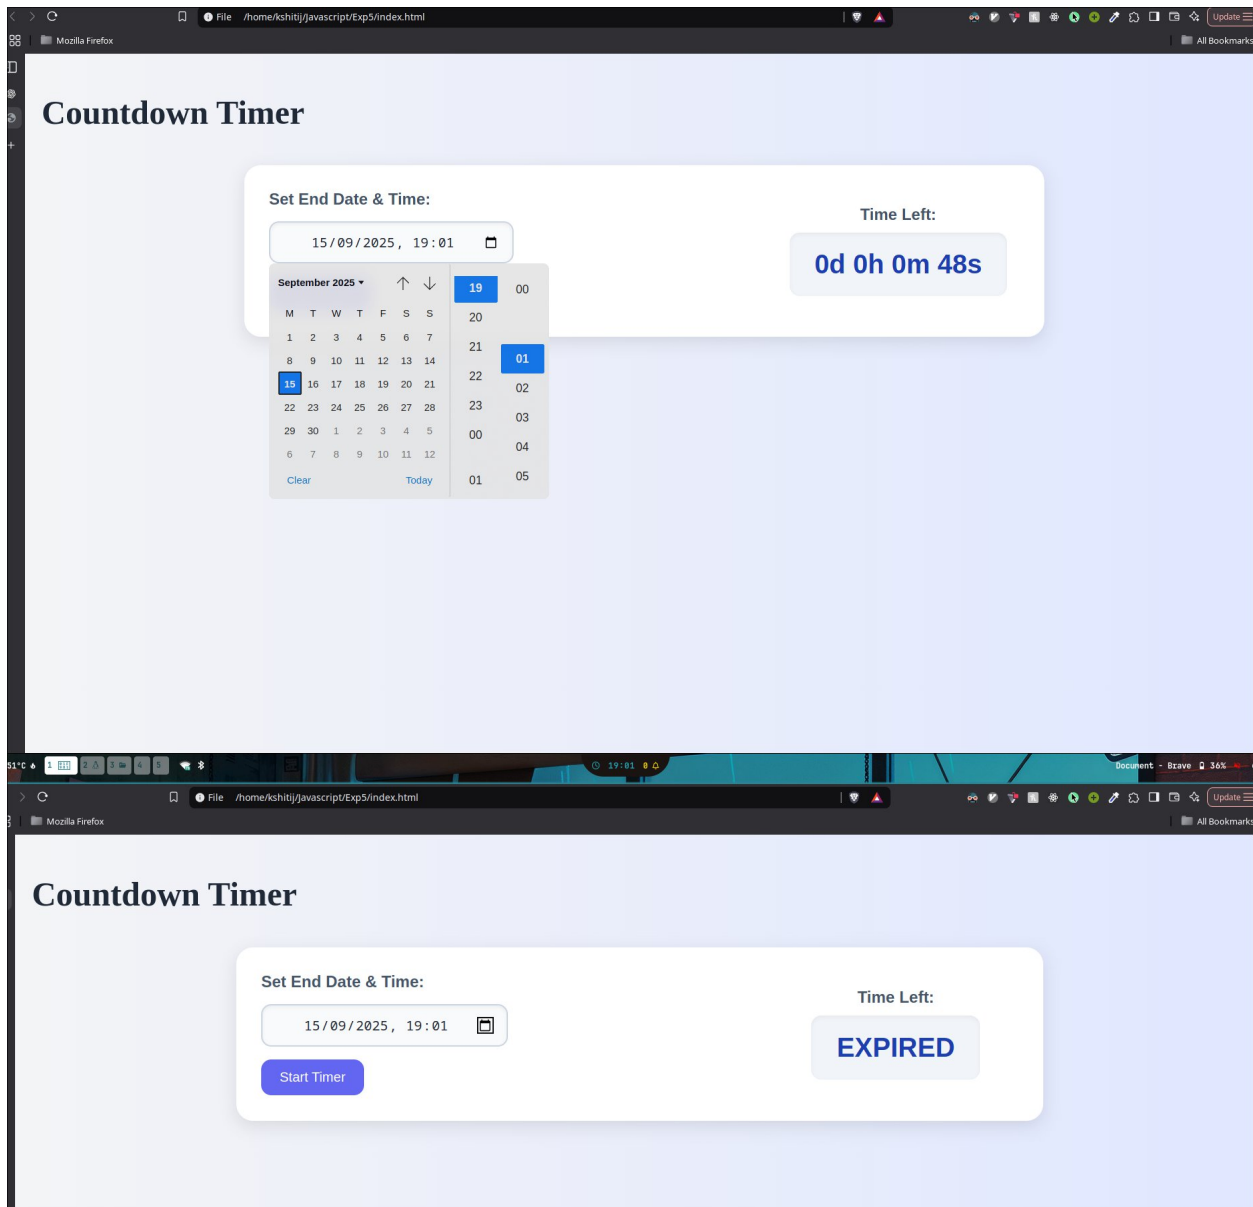 File /home/kshitij/Javascript/Exp5/index.html
Update
Mozilla Firefox
All Bookmarks
Countdown Timer
Set End Date & Time:
15/09/2025, 19:01
Time Left:
0d 0h 0m 48s
September 2025
19 00
M T W T F S S
20
1 2 3 4 5 6 7
21
8 9 10 11 12 13 14
01
15 16 17 18 19 20 21
22 02
22 23 24 25 26 27 28
23 03
29 30 1 2 3 4 5
00 04
6 7 8 9 10 11 12
Clear Today
01 05
51°C 1 2 3 4 5
19:01 0
Document - Brave 36%
File /home/kshitij/Javascript/Exp5/index.html
Update
Mozilla Firefox
All Bookmarks
Countdown Timer
Set End Date & Time:
15/09/2025, 19:01
Start Timer
Time Left:
EXPIRED